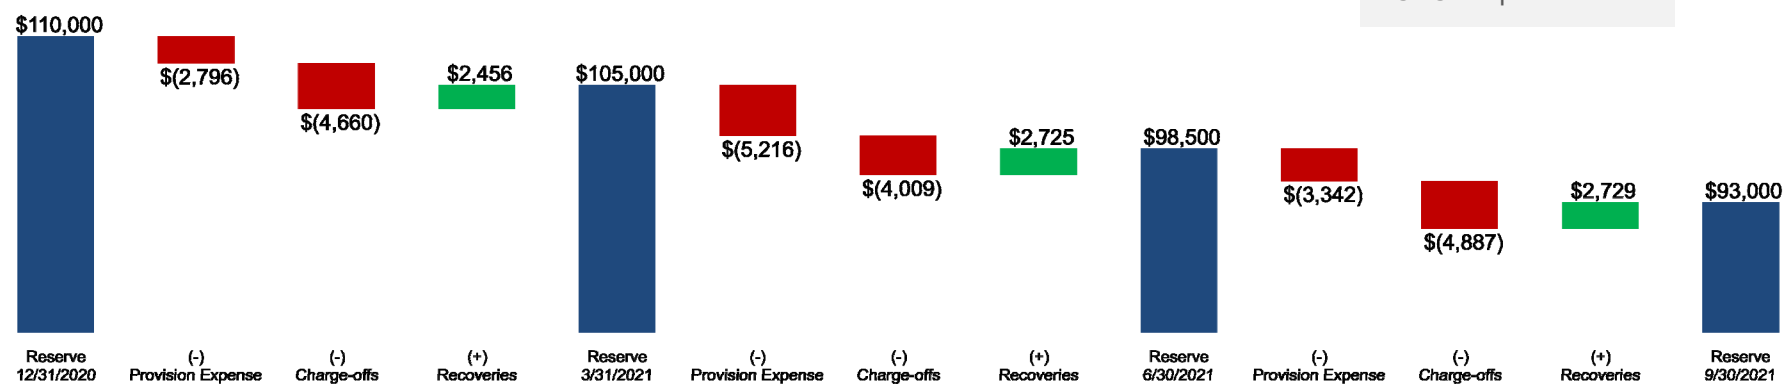 $110,000
$(2,796)
$(4,660)
$2,456
$105,000
$(5,216)
$(4,009)
$2,725
$98,500
$(3,342)
$(4,887)
$2,729
$93,000
Reserve
12/31/2020
(-)
Provision Expense
(-)
Charge-offs
(+)
Recoveries
Reserve
3/31/2021
(-)
Provision Expense
(-)
Charge-offs
(+)
Recoveries
Reserve
6/30/2021
(-)
Provision Expense
(-)
Charge-offs
(+)
Recoveries
Reserve
9/30/2021